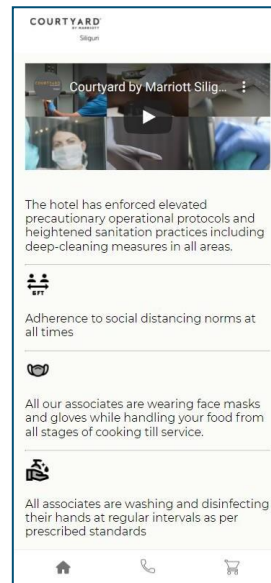 COURTYARD
BY MARRIOTT
Siliguri
Courtyard by Marriott Silig...
The hotel has enforced elevated
precautionary operational protocols and
heightened sanitation practices including
deep-cleaning measures in all areas.
6FT
Adherence to social distancing norms at
all times
All our associates are wearing face masks
and gloves while handling your food from
all stages of cooking till service.
All associates are washing and disinfecting
their hands at regular intervals as per
prescribed standards